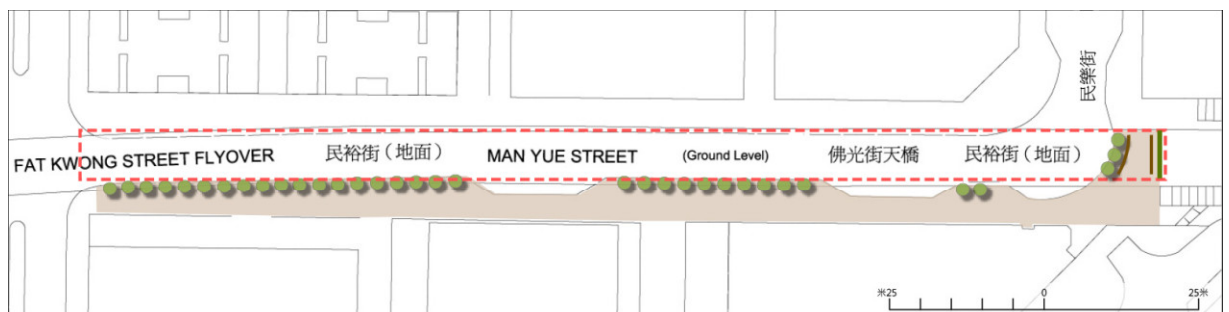 民樂街
FAT KWONG STREET FLYOVER
民裕街（地面）
MAN YUE STREET
(Ground Level)
佛光街天橋
民裕街（地面）
米25
0
25米